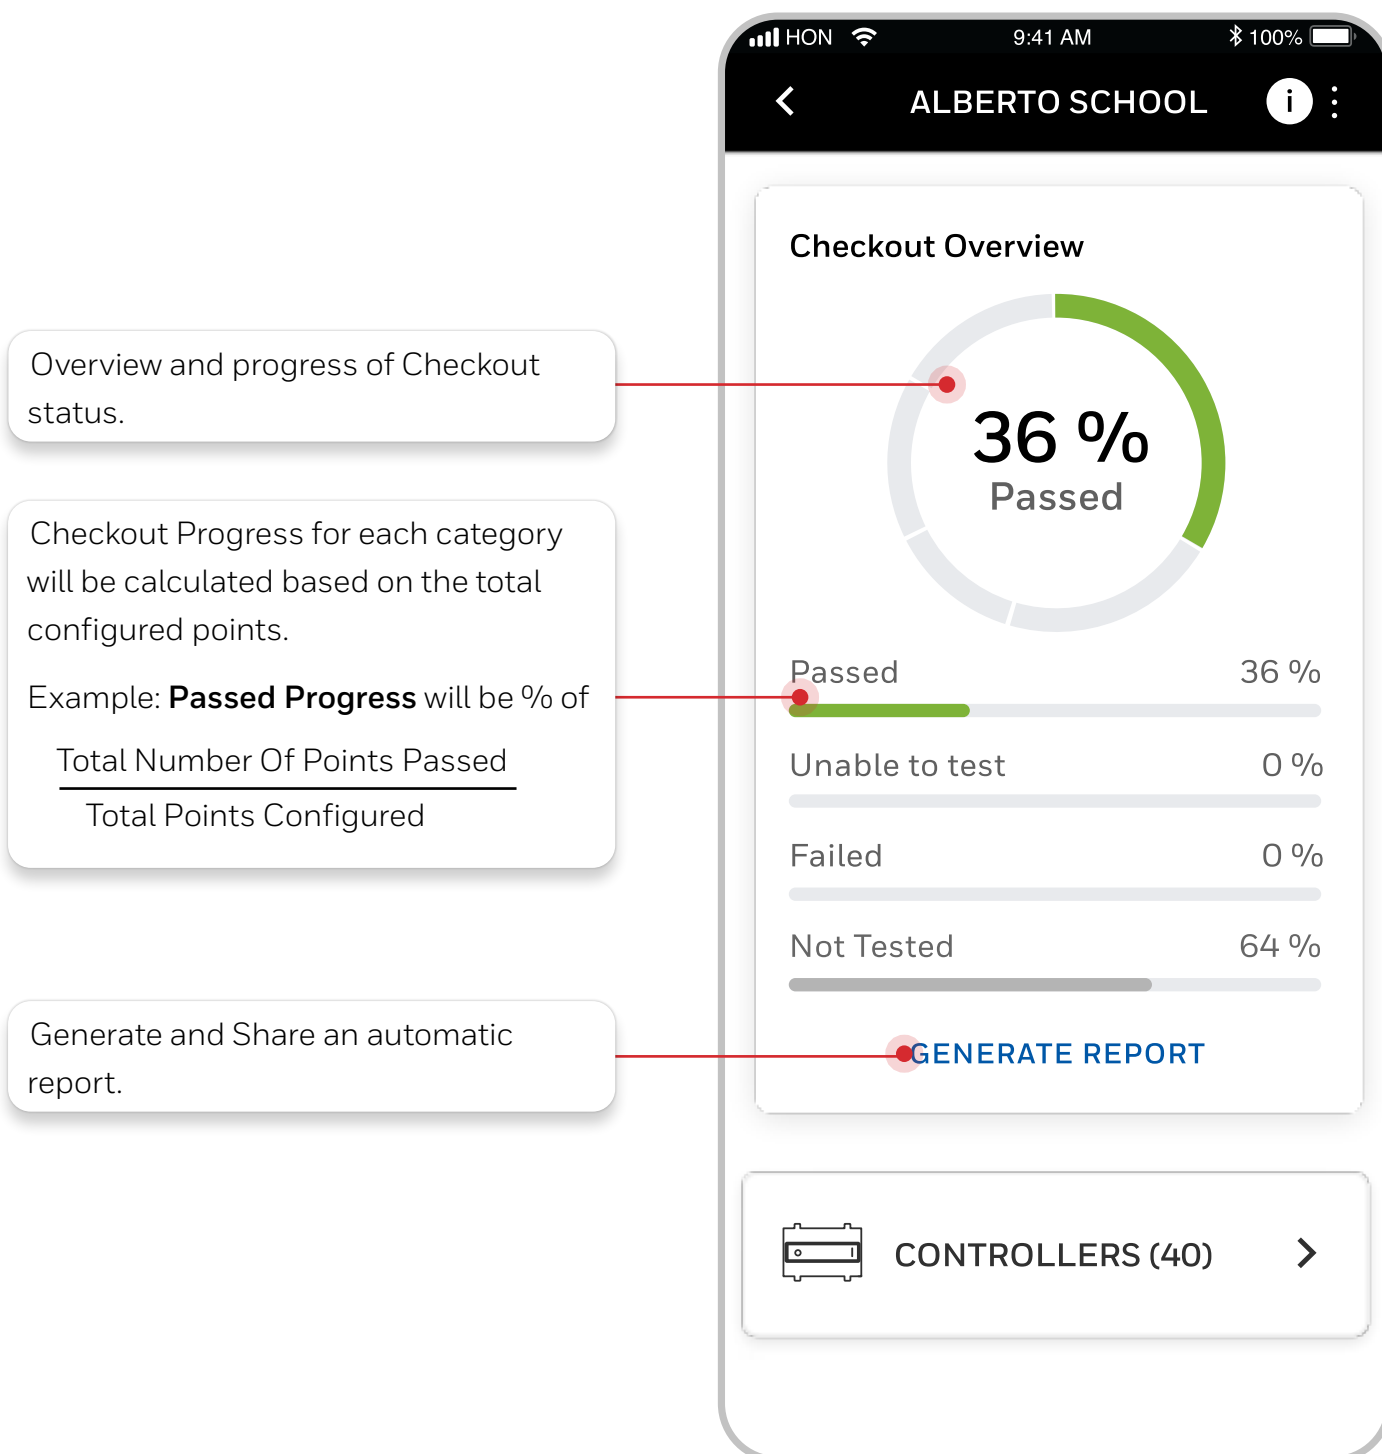 HON
9:41 AM
100%
ALBERTO SCHOOL
i
Checkout Overview
36 %
Passed
Overview and progress of Checkout
status.
Checkout Progress for each category
will be calculated based on the total
configured points.
Example: Passed Progress will be % of
Total Number Of Points Passed
Total Points Configured
Passed 36 %
Unable to test 0 %
Failed 0 %
Not Tested 64 %
Generate and Share an automatic
report.
GENERATE REPORT
CONTROLLERS (40)